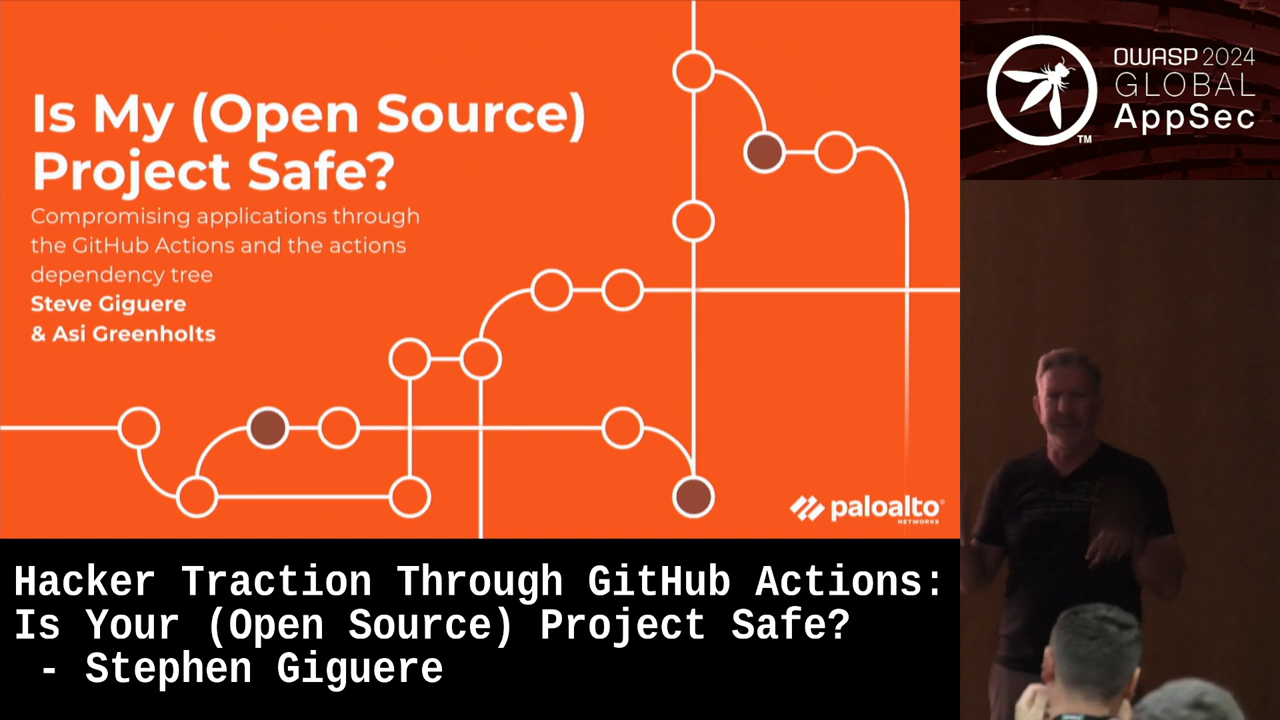 Is My (Open Source)
Project Safe?
Compromising applications through
the GitHub Actions and the actions
dependency tree
Steve Giguere
& Asi Greenholts
paloalto
NETWORKS
OWASP 2024
GLOBAL
AppSec
TM
Hacker Traction Through GitHub Actions:
Is Your (Open Source) Project Safe?
- Stephen Giguere